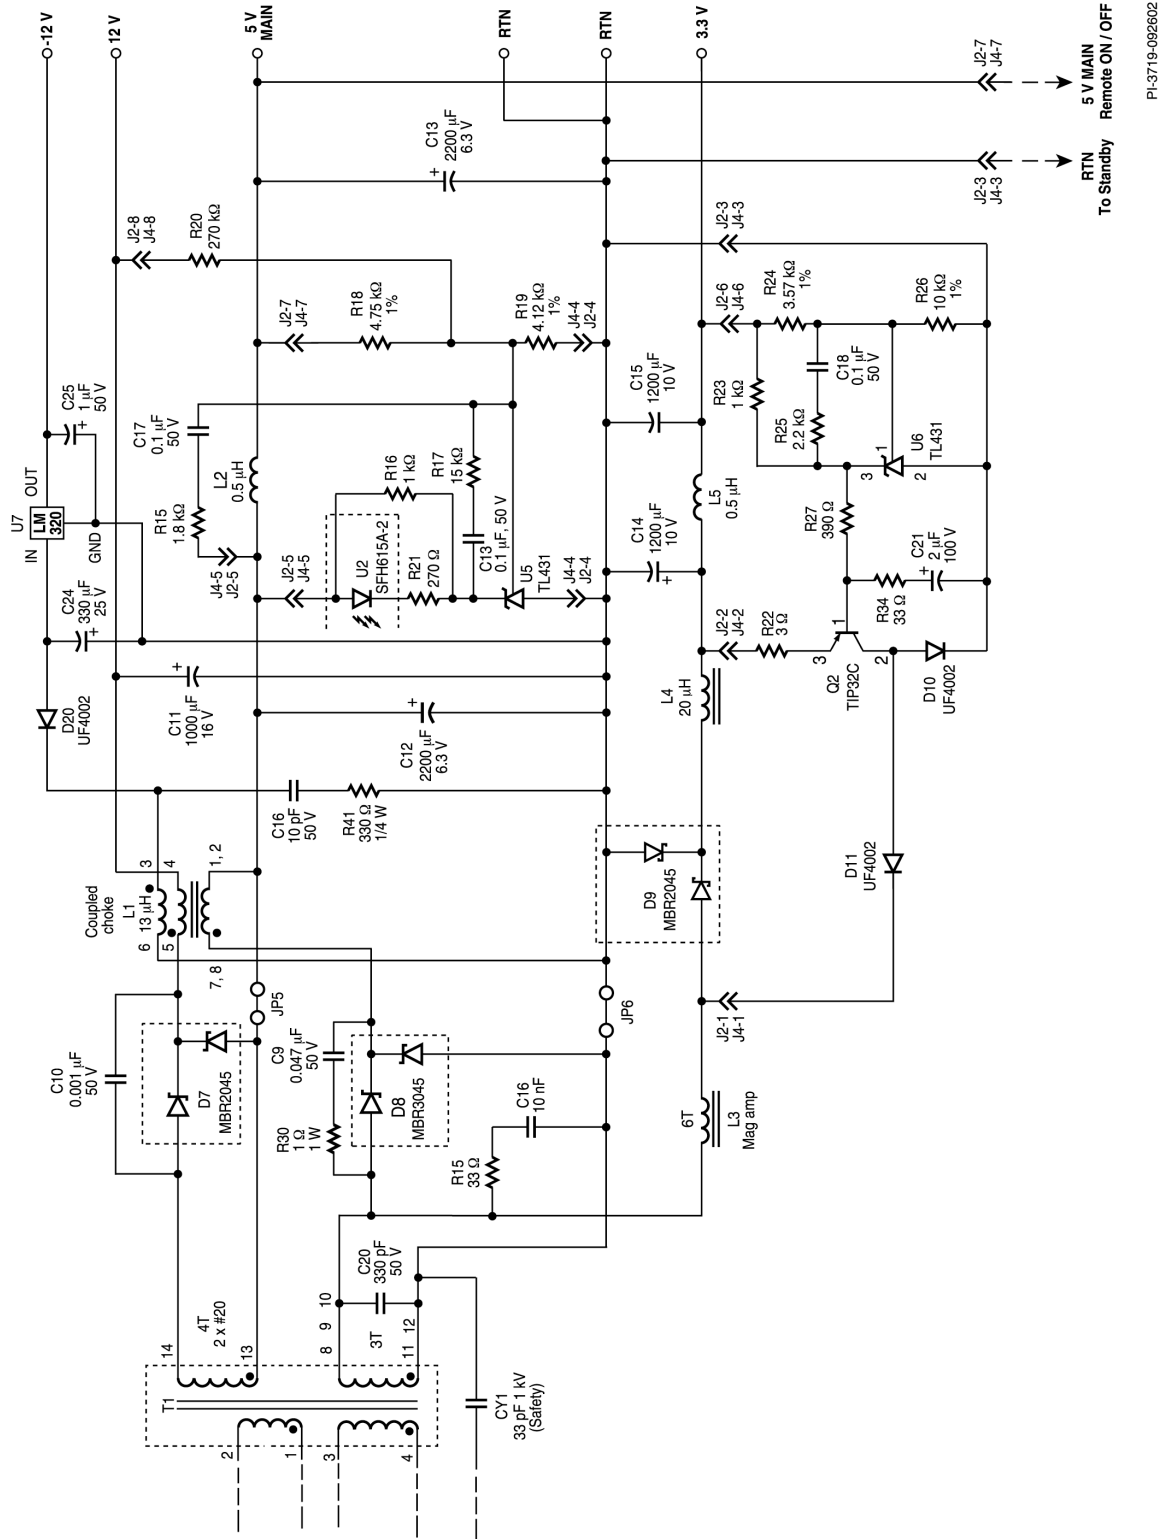 -12 V
12 V
5 V
MAIN
RTN
RTN
3.3 V
J2-7
J4-7
5 V MAIN
Remote ON / OFF
J2-3
J4-3
RTN
To Standby
PI-3719-092602
C13
2200 µF
6.3 V
J2-8
J4-8
R20
270 kΩ
J2-7
J4-7
R18
4.75 kΩ
1%
R19
4.12 kΩ
1%
J4-4
J2-4
J2-3
J4-3
J2-6
J4-6
R24
3.57 kΩ
1%
R26
10 kΩ
1%
C25
1 µF
50 V
U7
LM
320
OUT
IN
GND
C24
330 µF
25 V
C17
0.1 µF
50 V
R15
1.8 kΩ
J4-5
J2-5
L2
0.5 µH
J2-5
J4-5
U2
SFH615A-2
R16
1 kΩ
R17
15 kΩ
R21
270 Ω
C13
0.1 µF, 50 V
U5
TL431
J4-4
J2-4
C15
1200 µF
10 V
C14
1200 µF
10 V
L5
0.5 µH
R23
1 kΩ
R25
2.2 kΩ
C18
0.1 µF
50 V
U6
TL431
1
3
2
R27
390 Ω
C21
2 µF
100 V
R34
33 Ω
J2-2
J4-2
R22
3 Ω
Q2
TIP32C
1
3
2
D10
UF4002
D20
UF4002
C11
1000 µF
16 V
C12
2200 µF
6.3 V
L4
20 µH
C16
10 pF
50 V
R41
330 Ω
1/4 W
D9
MBR2045
D11
UF4002
J2-1
J4-1
Coupled
choke
L1
13 µH
3
4
1, 2
6
5
7, 8
JP5
JP6
C10
0.001 µF
50 V
D7
MBR2045
C9
0.047 µF
50 V
R30
1 Ω
1 W
D8
MBR3045
R15
33 Ω
C16
10 nF
6T
L3
Mag amp
C20
330 pF
50 V
14
4T
2 x #20
13
8 9 10
3T
11 12
T1
2
1
3
4
CY1
33 pF 1 kV
(Safety)
+
+
+
+
+
+
+
+